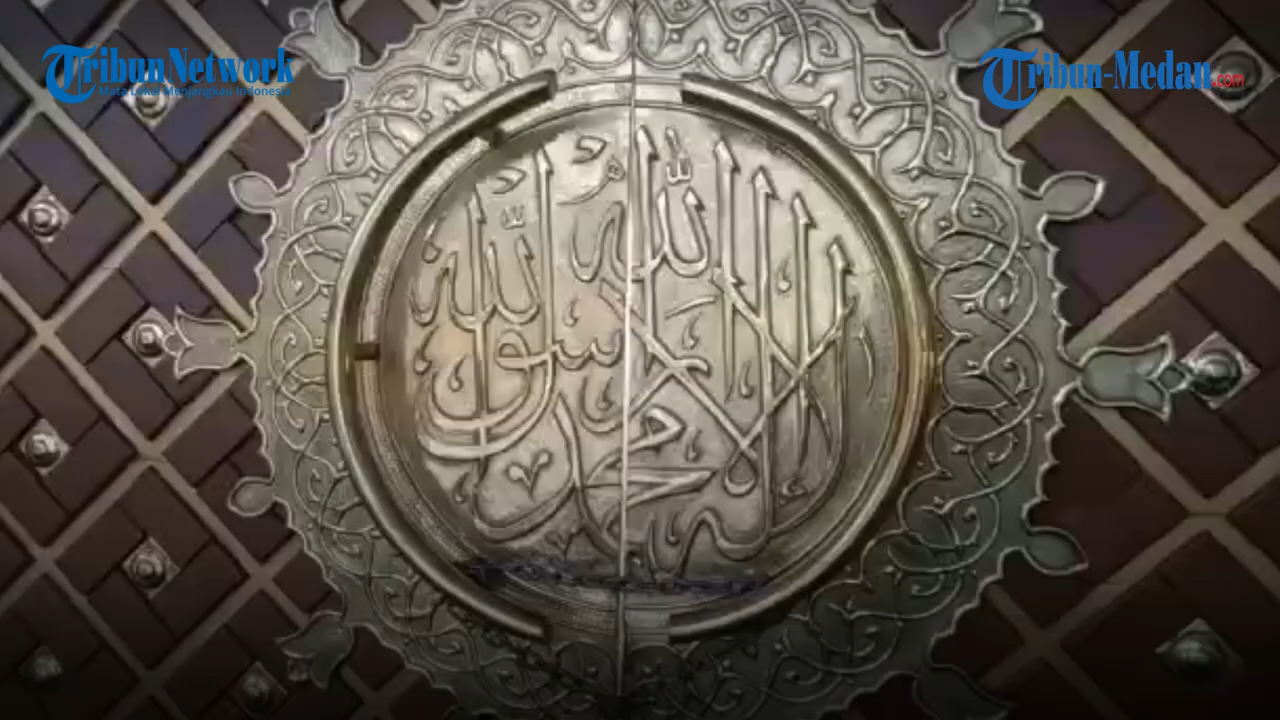 TribunNetwork
Mata Lokal Menjangkau Indonesia
Tribun-Medan.com
لا إله إلا الله
محمد رسول الله